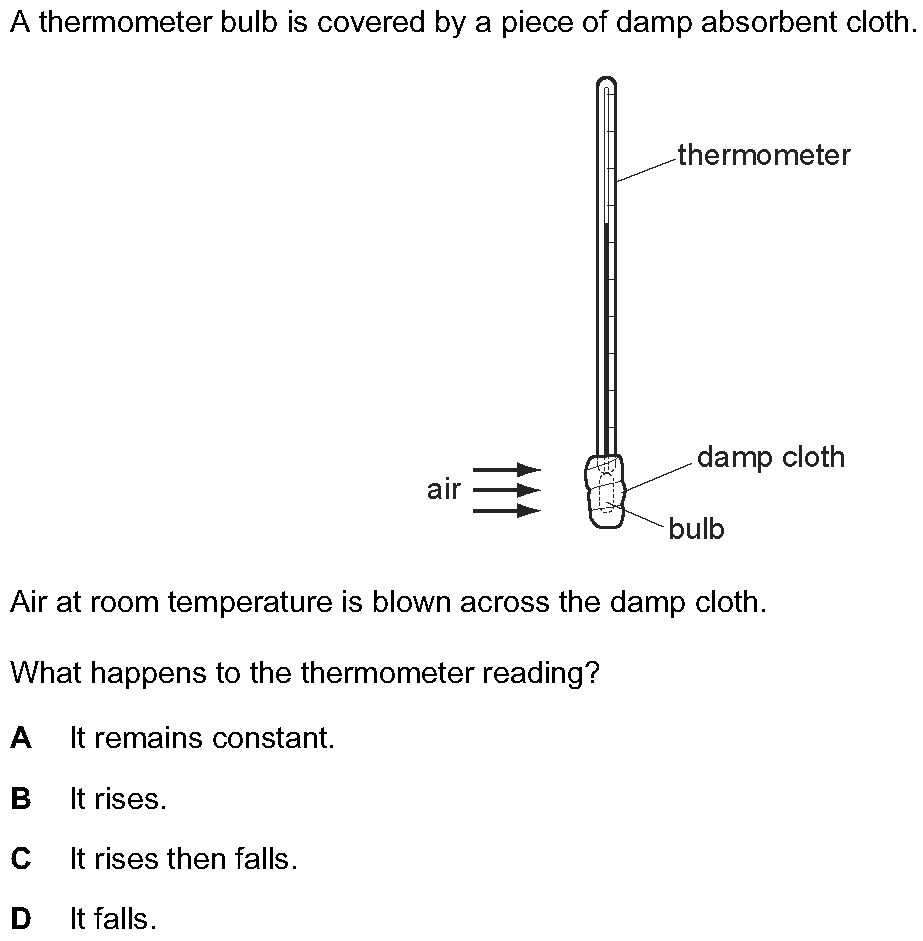 A thermometer bulb is covered by a piece of damp absorbent cloth.
thermometer
damp cloth
air
bulb
Air at room temperature is blown across the damp cloth.
What happens to the thermometer reading?
A It remains constant.
B It rises.
C It rises then falls.
D It falls.